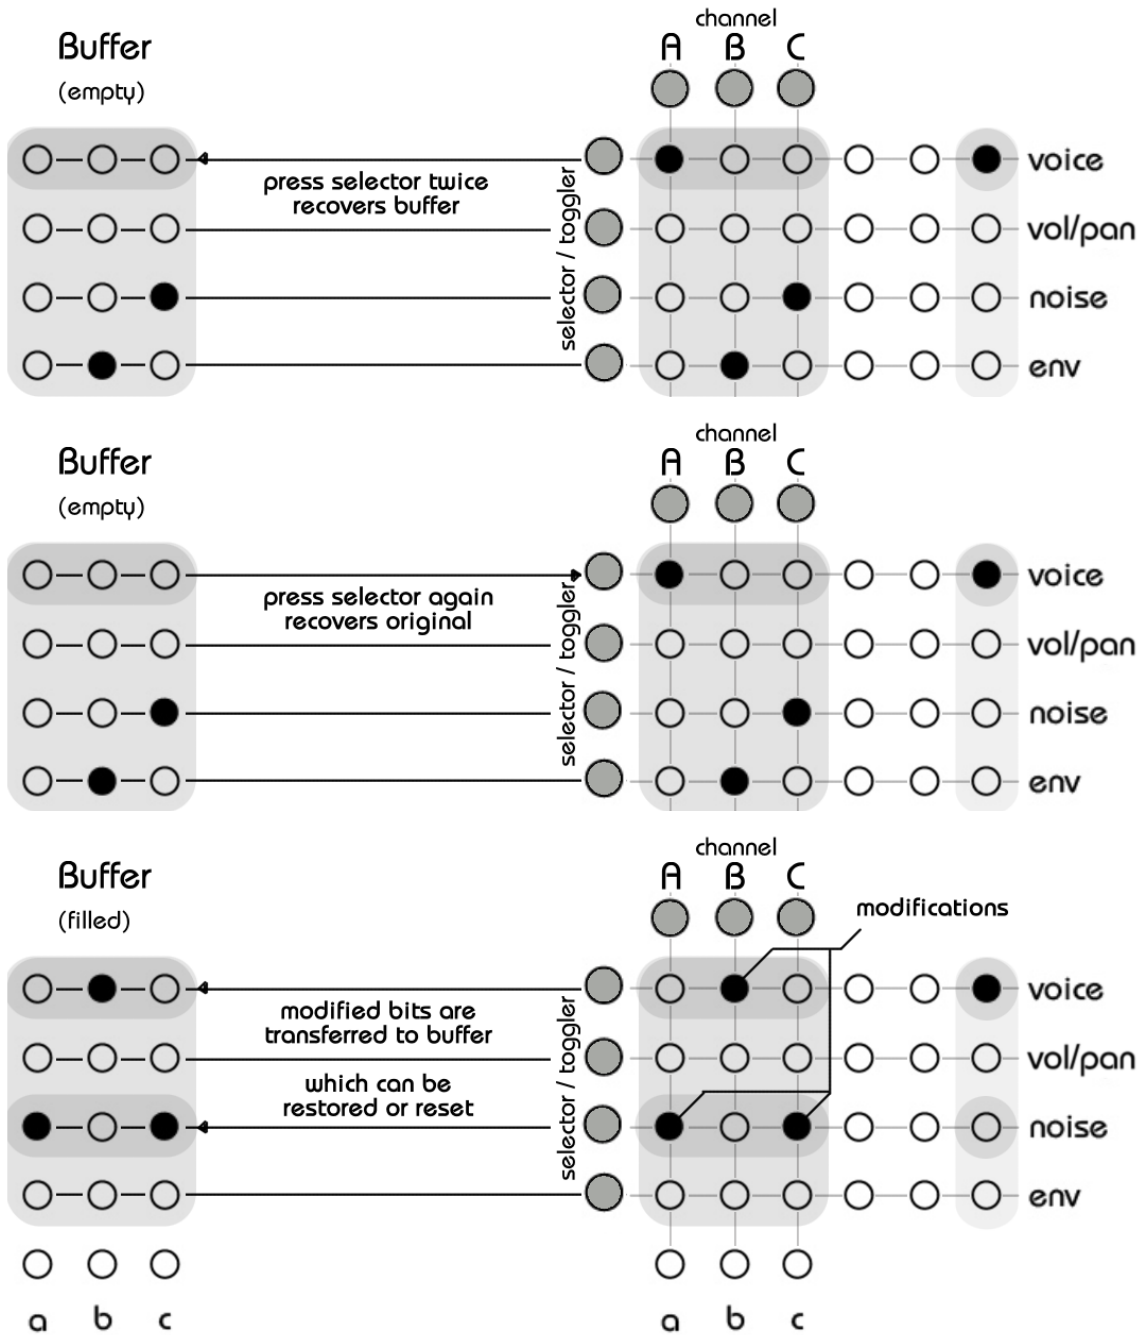 channel
Buffer
A B C
(empty)
voice
press selector twice
recovers buffer
selector / toggler
vol/pan
noise
env
channel
Buffer
A B C
(empty)
voice
press selector again
recovers original
selector / toggler
vol/pan
noise
env
channel
Buffer
A B C
(filled)
modifications
voice
modified bits are
transferred to buffer
selector / toggler
vol/pan
which can be
restored or reset
noise
env
a b c
a b c